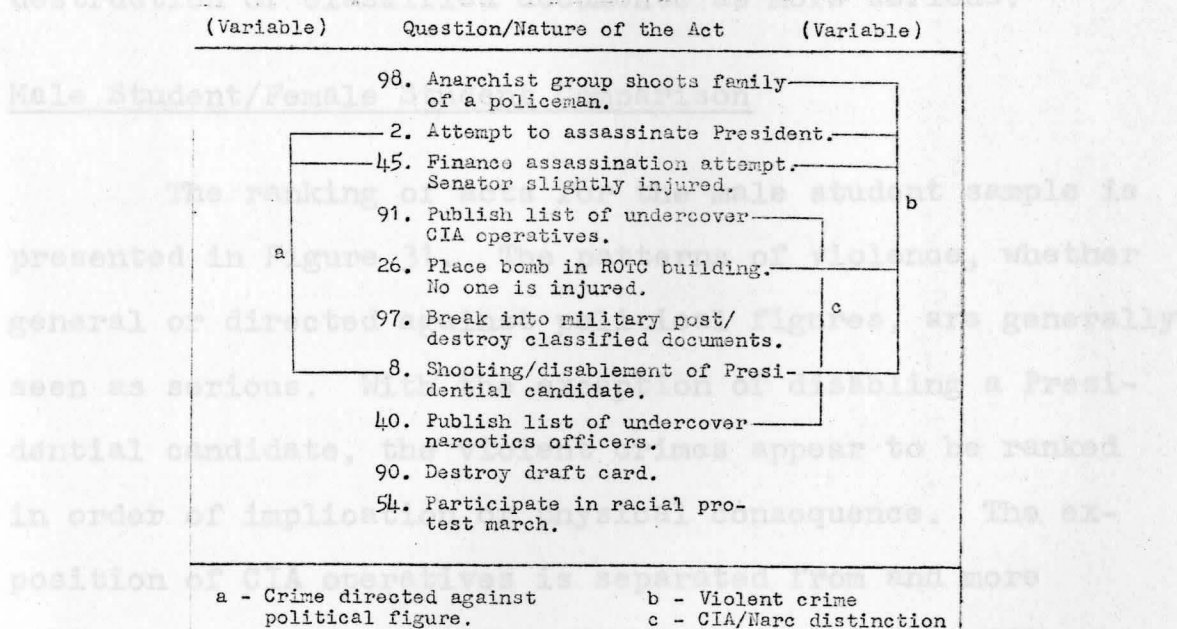 (Variable) Question/Nature of the Act (Variable)
98. Anarchist group shoots family
of a policeman.
2. Attempt to assassinate President.
45. Finance assassination attempt.
Senator slightly injured.
91. Publish list of undercover
CIA operatives.
26. Place bomb in ROTC building.
No one is injured.
97. Break into military post/
destroy classified documents.
8. Shooting/disablement of Presi-
dential candidate.
40. Publish list of undercover
narcotics officers.
90. Destroy draft card.
54. Participate in racial pro-
test march.
a
b
c
a - Crime directed against
political figure.
b - Violent crime
c - CIA/Narc distinction
destruction of classified documents as more serious.
Male Student/Female Student Comparison
The ranking of acts for the male student sample is
presented in Figure 31. The patterns of violence, whether
general or directed against political figures, are generally
seen as serious. With the exception of disabling a Presi-
dential candidate, the violent crimes appear to be ranked
in order of implication of physical consequence. The ex-
position of CIA operatives is separated from and more